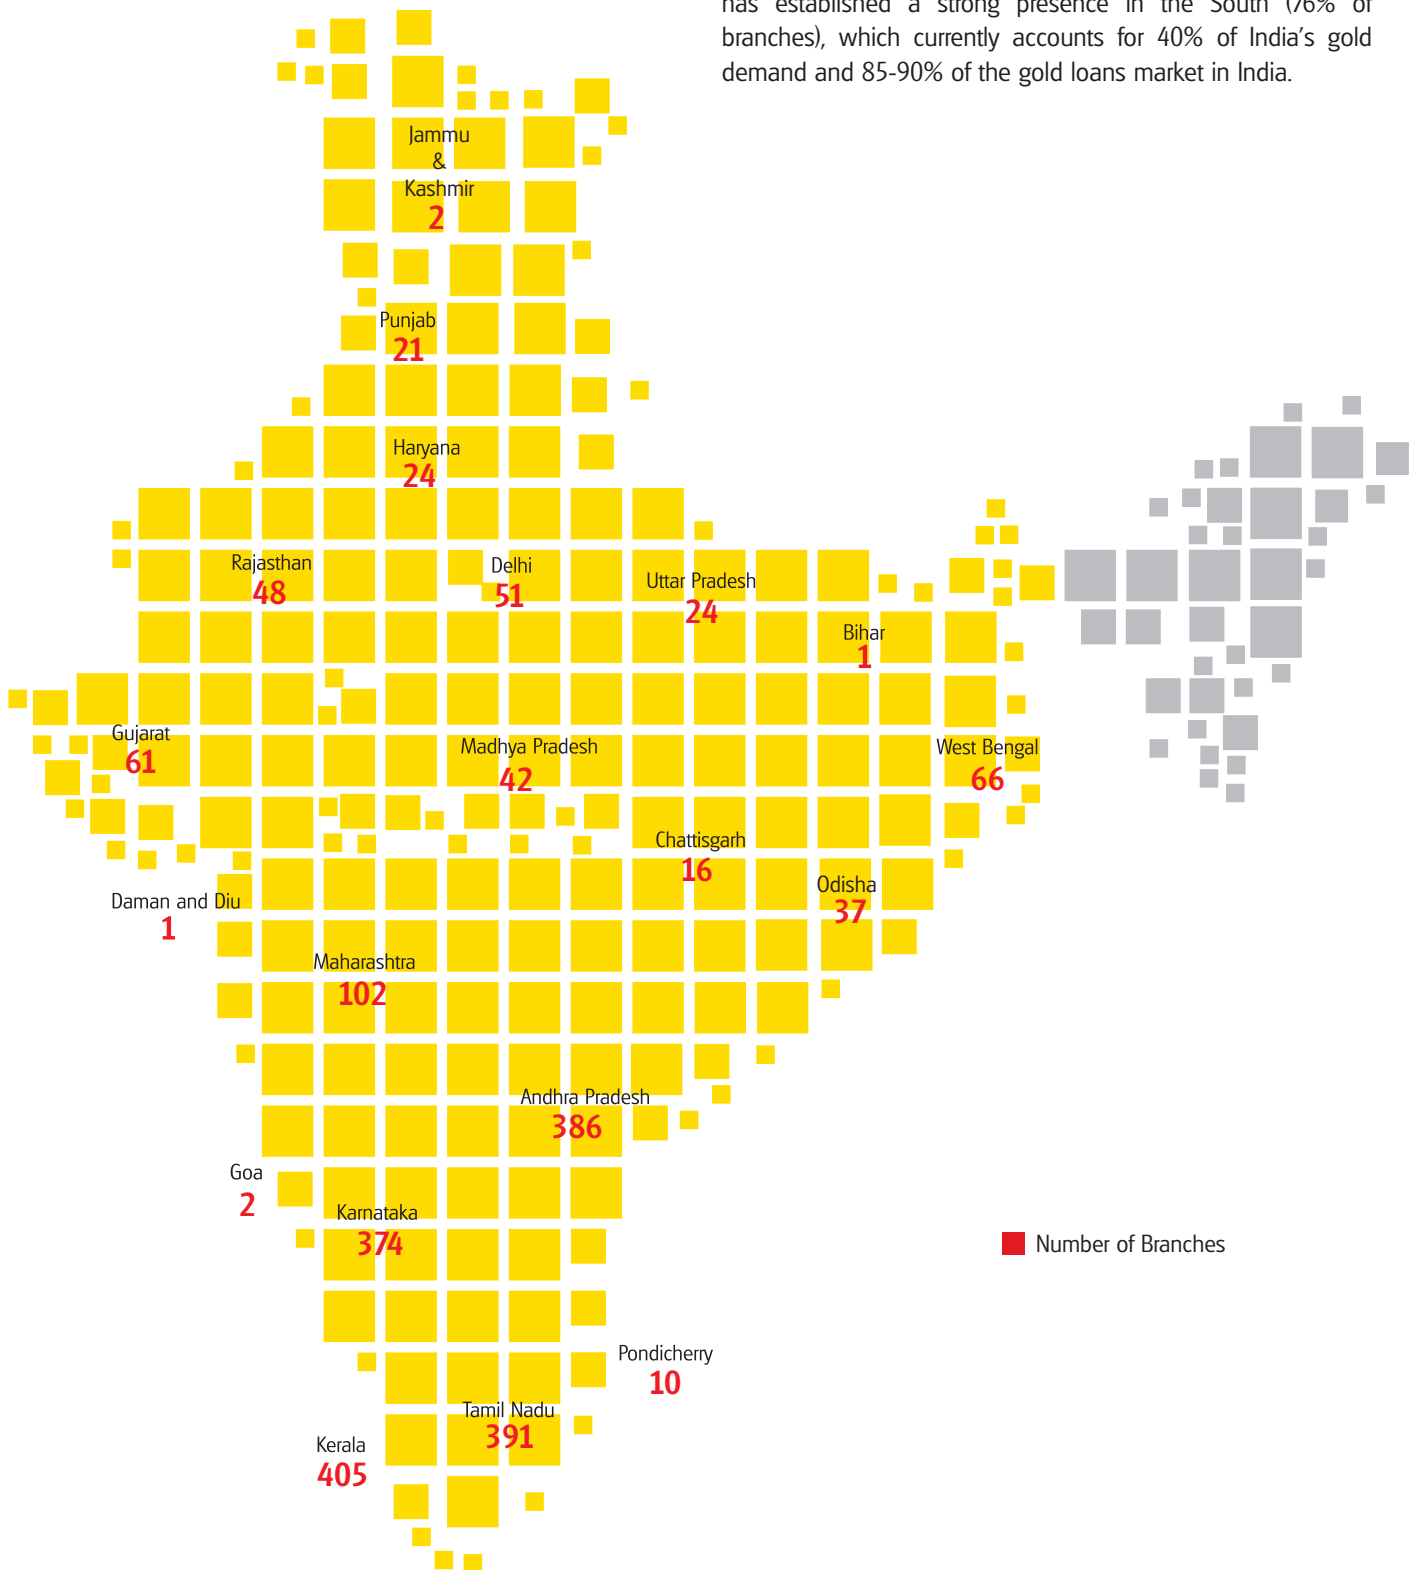 has established a strong presence in the South (76% of
branches), which currently accounts for 40% of India's gold
demand and 85-90% of the gold loans market in India.
Jammu
&
Kashmir
2
Punjab
21
Haryana
24
Rajasthan
48
Delhi
51
Uttar Pradesh
24
Bihar
1
Gujarat
61
Madhya Pradesh
42
West Bengal
66
Chattisgarh
16
Odisha
37
Daman and Diu
1
Maharashtra
102
Andhra Pradesh
386
Goa
2
Karnataka
374
Number of Branches
Pondicherry
10
Tamil Nadu
391
Kerala
405